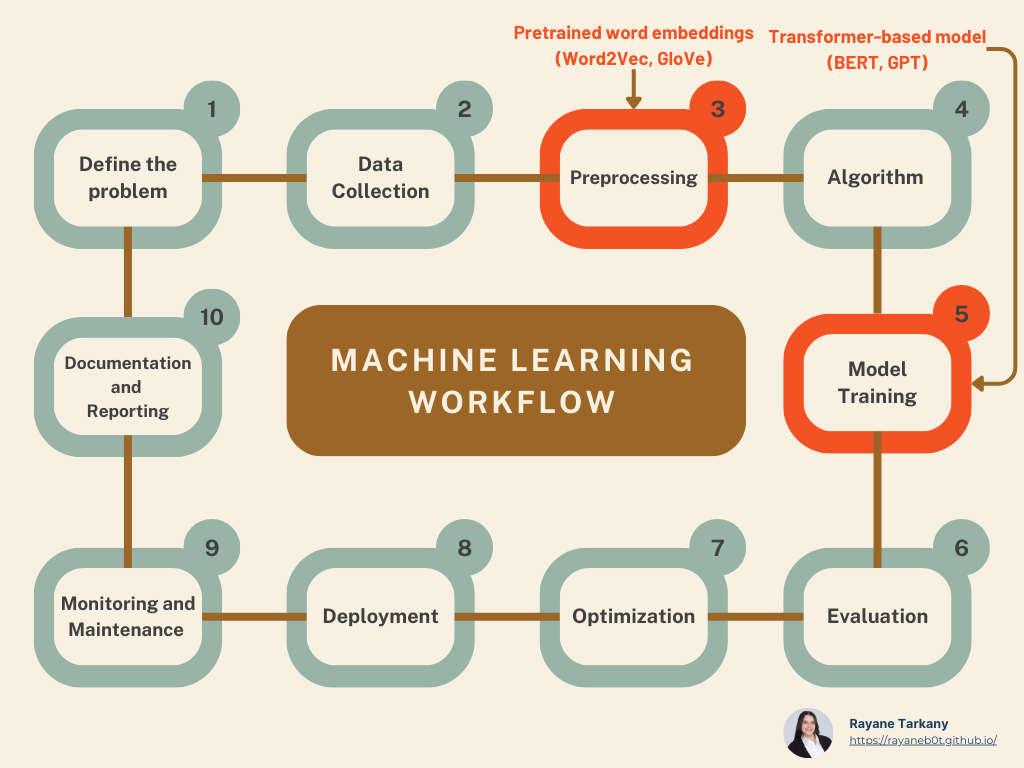 Pretrained word embeddings
(Word2Vec, GloVe)
Transformer-based model
(BERT, GPT)
1
Define the
problem
2
Data
Collection
3
Preprocessing
4
Algorithm
10
Documentation
and
Reporting
MACHINE LEARNING
WORKFLOW
5
Model
Training
9
Monitoring and
Maintenance
8
Deployment
7
Optimization
6
Evaluation
Rayane Tarkany
https://rayaneb0t.github.io/